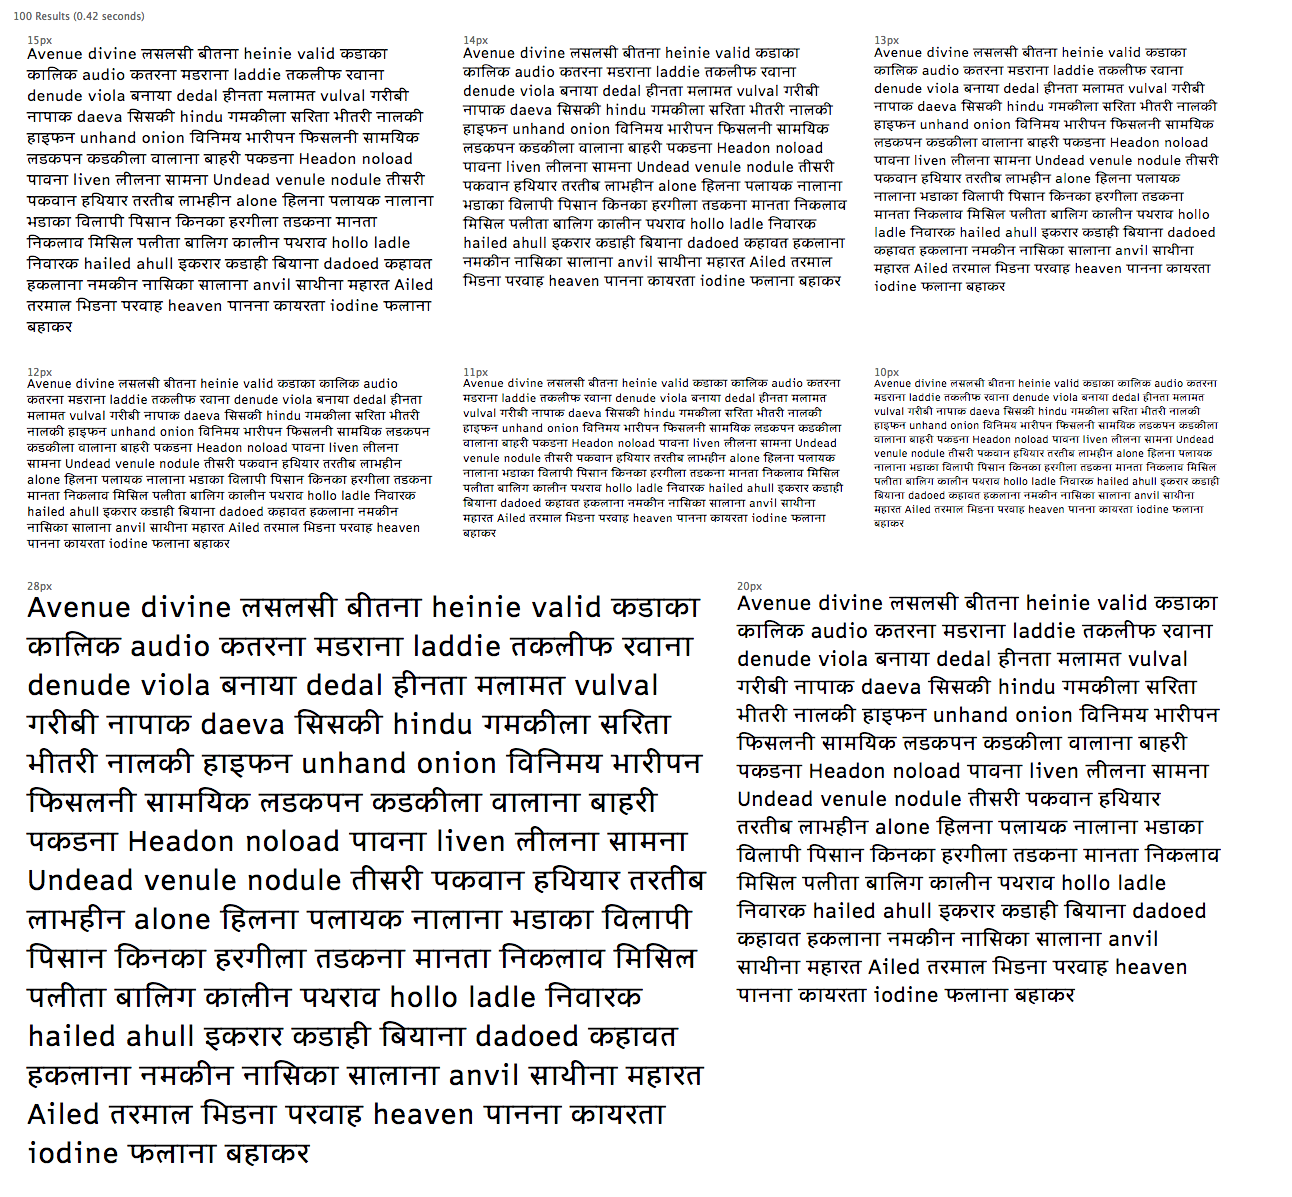 100 Results (0.42 seconds)
15px
Avenue divine लसलसी बीतना heinie valid कडाका
कालिक audio कतरना मडराना laddie तकलीफ रवाना
denude viola बनाया dedal हीनता मलामत vulval गरीबी
नापाक daeva सिसकी hindu गमकीला सरिता भीतरी नालकी
हाइफन unhand onion विनिमय भारीपन फिसलनी सामयिक
लडकपन कडकीला वालाना बाहरी पकडना Headon noload
पावना liven लीलना सामना Undead venule nodule तीसरी
पकवान हथियार तरतीब लाभहीन alone हिलना पलायक नालाना
भडाका विलापी पिसान किनका हरगीला तडकना मानता
निकलाव मिसिल पलीता बालिग कालीन पथराव hollo ladle
निवारक hailed ahull इकरार कडाही बियाना dadoed कहावत
हकलाना नमकीन नासिका सालाना anvil साथीना महारत Ailed
तरमाल भिडना परवाह heaven पानना कायरता iodine फलाना
बहाकर
14px
Avenue divine लसलसी बीतना heinie valid कडाका
कालिक audio कतरना मडराना laddie तकलीफ रवाना
denude viola बनाया dedal हीनता मलामत vulval गरीबी
नापाक daeva सिसकी hindu गमकीला सरिता भीतरी नालकी
हाइफन unhand onion विनिमय भारीपन फिसलनी सामयिक
लडकपन कडकीला वालाना बाहरी पकडना Headon noload
पावना liven लीलना सामना Undead venule nodule तीसरी
पकवान हथियार तरतीब लाभहीन alone हिलना पलायक नालाना
भडाका विलापी पिसान किनका हरगीला तडकना मानता निकलाव
मिसिल पलीता बालिग कालीन पथराव hollo ladle निवारक
hailed ahull इकरार कडाही बियाना dadoed कहावत हकलाना
नमकीन नासिका सालाना anvil साथीना महारत Ailed तरमाल
भिडना परवाह heaven पानना कायरता iodine फलाना बहाकर
13px
Avenue divine लसलसी बीतना heinie valid कडाका
कालिक audio कतरना मडराना laddie तकलीफ रवाना
denude viola बनाया dedal हीनता मलामत vulval गरीबी
नापाक daeva सिसकी hindu गमकीला सरिता भीतरी नालकी
हाइफन unhand onion विनिमय भारीपन फिसलनी सामयिक
लडकपन कडकीला वालाना बाहरी पकडना Headon noload
पावना liven लीलना सामना Undead venule nodule तीसरी
पकवान हथियार तरतीब लाभहीन alone हिलना पलायक
नालाना भडाका विलापी पिसान किनका हरगीला तडकना
मानता निकलाव मिसिल पलीता बालिग कालीन पथराव hollo
ladle निवारक hailed ahull इकरार कडाही बियाना dadoed
कहावत हकलाना नमकीन नासिका सालाना anvil साथीना
महारत Ailed तरमाल भिडना परवाह heaven पानना कायरता
iodine फलाना बहाकर
12px
Avenue divine लसलसी बीतना heinie valid कडाका कालिक audio
कतरना मडराना laddie तकलीफ रवाना denude viola बनाया dedal हीनता
मलामत vulval गरीबी नापाक daeva सिसकी hindu गमकीला सरिता भीतरी
नालकी हाइफन unhand onion विनिमय भारीपन फिसलनी सामयिक लडकपन
कडकीला वालाना बाहरी पकडना Headon noload पावना liven लीलना
सामना Undead venule nodule तीसरी पकवान हथियार तरतीब लाभहीन
alone हिलना पलायक नालाना भडाका विलापी पिसान किनका हरगीला तडकना
मानता निकलाव मिसिल पलीता बालिग कालीन पथराव hollo ladle निवारक
hailed ahull इकरार कडाही बियाना dadoed कहावत हकलाना नमकीन
नासिका सालाना anvil साथीना महारत Ailed तरमाल भिडना परवाह heaven
पानना कायरता iodine फलाना बहाकर
11px
Avenue divine लसलसी बीतना heinie valid कडाका कालिक audio कतरना
मडराना laddie तकलीफ रवाना denude viola बनाया dedal हीनता मलामत
vulval गरीबी नापाक daeva सिसकी hindu गमकीला सरिता भीतरी नालकी
हाइफन unhand onion विनिमय भारीपन फिसलनी सामयिक लडकपन कडकीला
वालाना बाहरी पकडना Headon noload पावना liven लीलना सामना Undead
venule nodule तीसरी पकवान हथियार तरतीब लाभहीन alone हिलना पलायक
नालाना भडाका विलापी पिसान किनका हरगीला तडकना मानता निकलाव मिसिल
पलीता बालिग कालीन पथराव hollo ladle निवारक hailed ahull इकरार कडाही
बियाना dadoed कहावत हकलाना नमकीन नासिका सालाना anvil साथीना
महारत Ailed तरमाल भिडना परवाह heaven पानना कायरता iodine फलाना
बहाकर
10px
Avenue divine लसलसी बीतना heinie valid कडाका कालिक audio कतरना
मडराना laddie तकलीफ रवाना denude viola बनाया dedal हीनता मलामत
vulval गरीबी नापाक daeva सिसकी hindu गमकीला सरिता भीतरी नालकी
हाइफन unhand onion विनिमय भारीपन फिसलनी सामयिक लडकपन कडकीला
वालाना बाहरी पकडना Headon noload पावना liven लीलना सामना Undead
venule nodule तीसरी पकवान हथियार तरतीब लाभहीन alone हिलना पलायक
नालाना भडाका विलापी पिसान किनका हरगीला तडकना मानता निकलाव मिसिल
पलीता बालिग कालीन पथराव hollo ladle निवारक hailed ahull इकरार कडाही
बियाना dadoed कहावत हकलाना नमकीन नासिका सालाना anvil साथीना
महारत Ailed तरमाल भिडना परवाह heaven पानना कायरता iodine फलाना
बहाकर
28px
Avenue divine लसलसी बीतना heinie valid कडाका
कालिक audio कतरना मडराना laddie तकलीफ रवाना
denude viola बनाया dedal हीनता मलामत vulval
गरीबी नापाक daeva सिसकी hindu गमकीला सरिता
भीतरी नालकी हाइफन unhand onion विनिमय भारीपन
फिसलनी सामयिक लडकपन कडकीला वालाना बाहरी
पकडना Headon noload पावना liven लीलना सामना
Undead venule nodule तीसरी पकवान हथियार तरतीब
लाभहीन alone हिलना पलायक नालाना भडाका विलापी
पिसान किनका हरगीला तडकना मानता निकलाव मिसिल
पलीता बालिग कालीन पथराव hollo ladle निवारक
hailed ahull इकरार कडाही बियाना dadoed कहावत
हकलाना नमकीन नासिका सालाना anvil साथीना महारत
Ailed तरमाल भिडना परवाह heaven पानना कायरता
iodine फलाना बहाकर
20px
Avenue divine लसलसी बीतना heinie valid कडाका
कालिक audio कतरना मडराना laddie तकलीफ रवाना
denude viola बनाया dedal हीनता मलामत vulval
गरीबी नापाक daeva सिसकी hindu गमकीला सरिता
भीतरी नालकी हाइफन unhand onion विनिमय भारीपन
फिसलनी सामयिक लडकपन कडकीला वालाना बाहरी
पकडना Headon noload पावना liven लीलना सामना
Undead venule nodule तीसरी पकवान हथियार
तरतीब लाभहीन alone हिलना पलायक नालाना भडाका
विलापी पिसान किनका हरगीला तडकना मानता निकलाव
मिसिल पलीता बालिग कालीन पथराव hollo ladle
निवारक hailed ahull इकरार कडाही बियाना dadoed
कहावत हकलाना नमकीन नासिका सालाना anvil
साथीना महारत Ailed तरमाल भिडना परवाह heaven
पानना कायरता iodine फलाना बहाकर